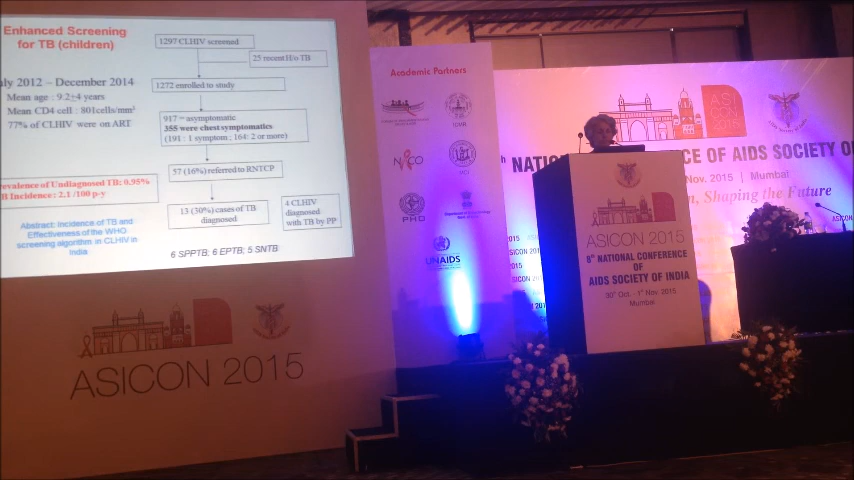 Enhanced Screening
for TB (children)
July 2012 – December 2014
Mean age : 9.2±4 years
Mean CD4 cell : 801cells/mm³
77% of CLHIV were on ART
Prevalence of Undiagnosed TB: 0.95%
TB Incidence: 2.1 /100 p-y
Abstract: Incidence of TB and
Effectiveness of the WHO
screening algorithm in CLHIV in
India
1297 CLHIV screened
25 recent H/o TB
1272 enrolled to study
917 = asymptomatic
355 were chest symptomatics
(191 : 1 symptom ; 164: 2 or more)
57 (16%) referred to RNTCP
13 (30%) cases of TB
diagnosed
4 CLHIV
diagnosed
with TB by PP
6 SPPTB; 6 EPTB; 5 SNTB
ASICON 2015
Academic Partners
ICMR
PHO
UNAIDS
NATIONAL CONFERENCE OF AIDS SOCIETY OF
Nov. 2015 | Mumbai
Shaping the Future
ASICON 2015
8th NATIONAL CONFERENCE
OF
AIDS SOCIETY OF INDIA
30th Oct. - 1st Nov. 2015
Mumbai